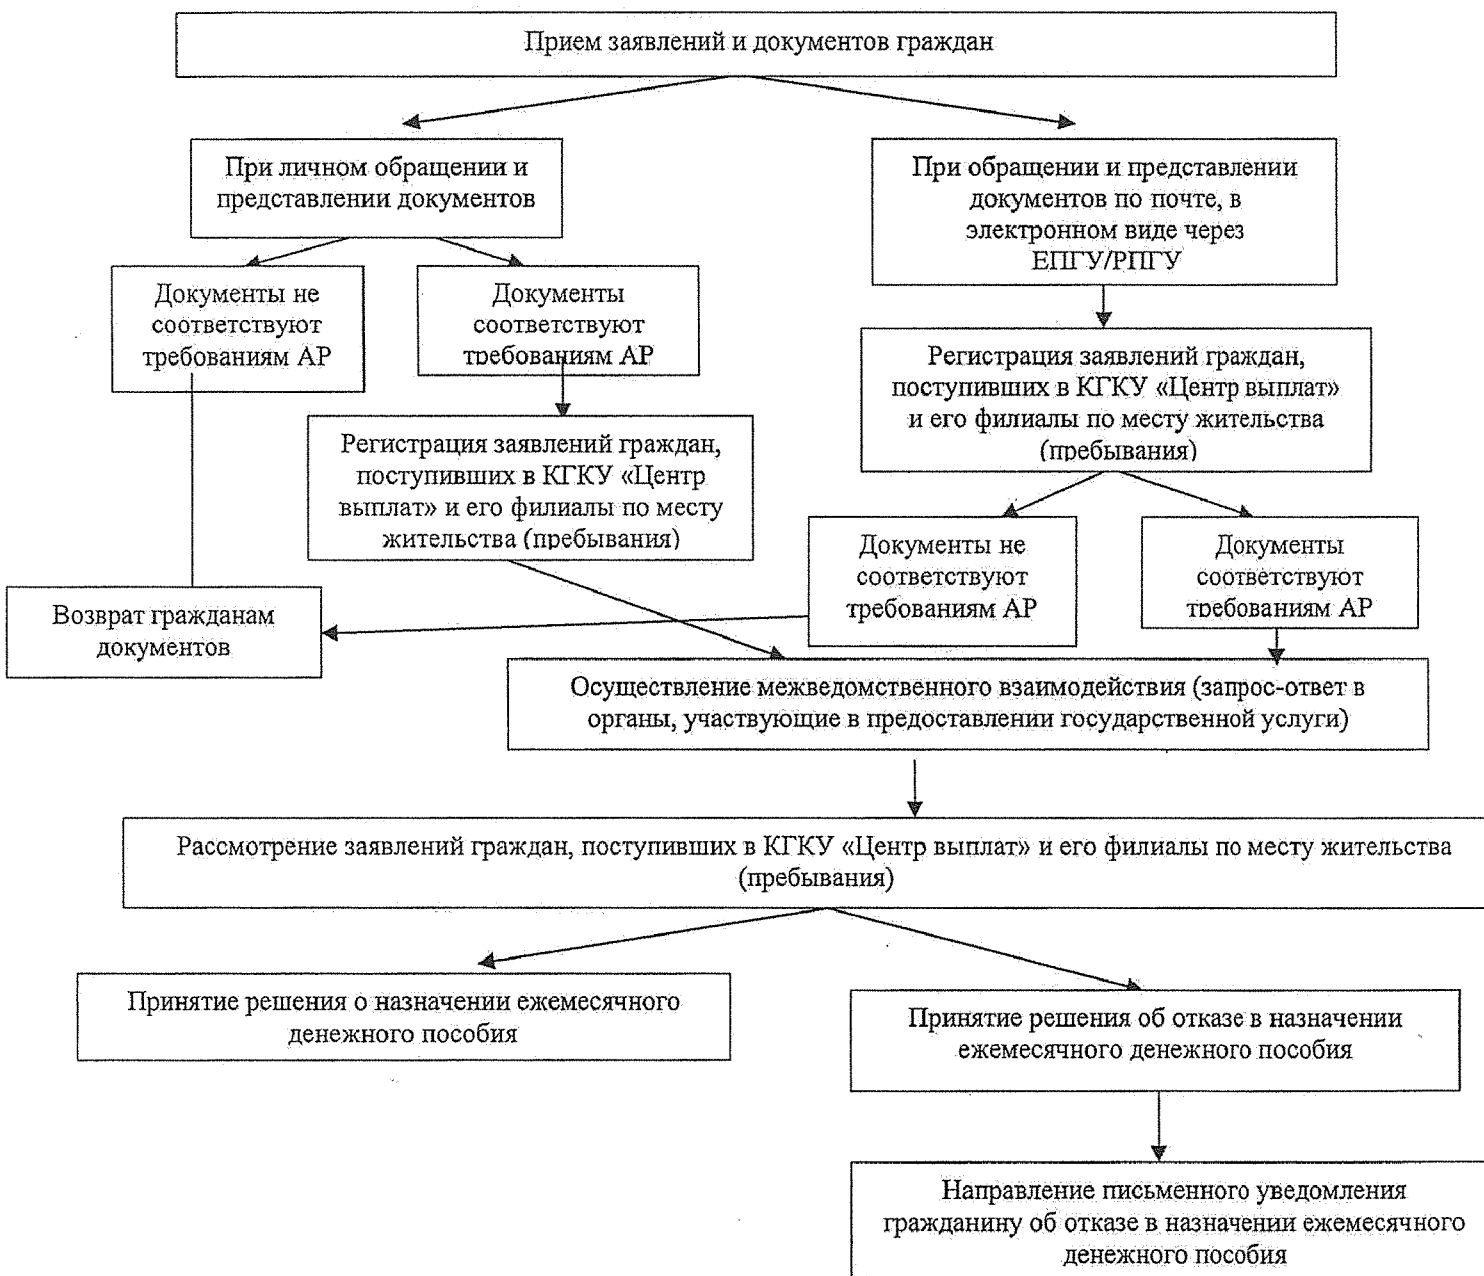 Прием заявлений и документов граждан
При личном обращении и
представлении документов
При обращении и представлении
документов по почте, в
электронном виде через
ЕПГУ/РПГУ
Документы не
соответствуют
требованиям АР
Документы
соответствуют
требованиям АР
Регистрация заявлений граждан,
поступивших в КГКУ «Центр выплат»
и его филиалы по месту жительства
(пребывания)
Регистрация заявлений граждан,
поступивших в КГКУ «Центр
выплат» и его филиалы по месту
жительства (пребывания)
Документы не
соответствуют
требованиям АР
Документы
соответствуют
требованиям АР
Возврат гражданам
документов
Осуществление межведомственного взаимодействия (запрос-ответ в
органы, участвующие в предоставлении государственной услуги)
Рассмотрение заявлений граждан, поступивших в КГКУ «Центр выплат» и его филиалы по месту жительства
(пребывания)
Принятие решения о назначении ежемесячного
денежного пособия
Принятие решения об отказе в назначении
ежемесячного денежного пособия
Направление письменного уведомления
гражданину об отказе в назначении ежемесячного
денежного пособия